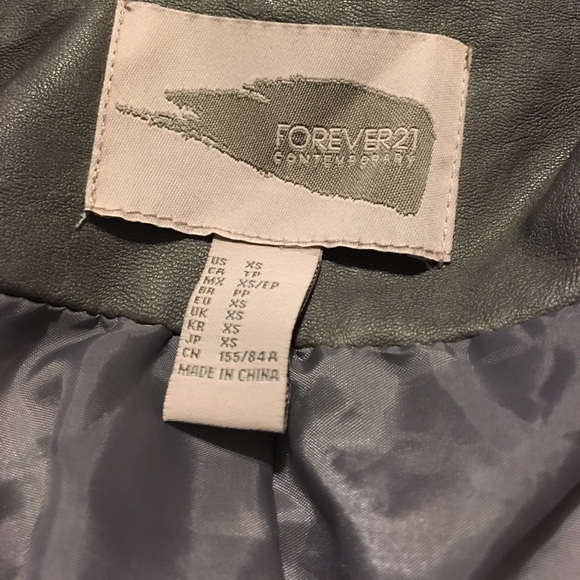 FOREVER21
CONTEMPORARY
US XS
CA TP
MX XS/EP
BR PP
EU XS
UK XS
KR XS
JP XS
CN 155/84A
MADE IN CHINA